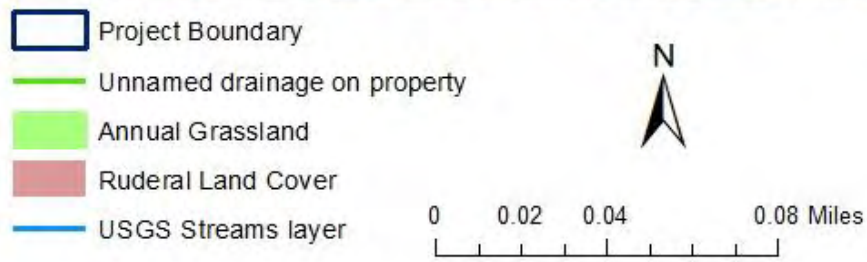 Project Boundary
Unnamed drainage on property
Annual Grassland
Ruderal Land Cover
USGS Streams layer
N
0 0.02 0.04 0.08 Miles